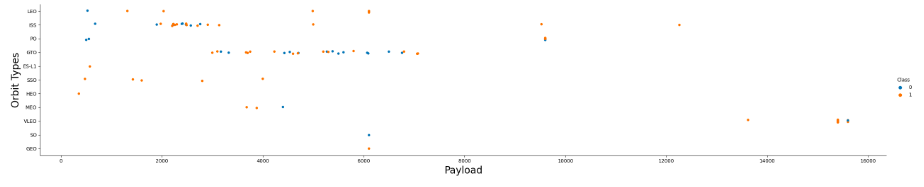 LEO
ISS
PO
GTO
ES-L1
SSO
HEO
MEO
VLEO
SO
GEO
Orbit Types
0
2000
4000
6000
8000
10000
12000
14000
16000
Payload
Class
0
1